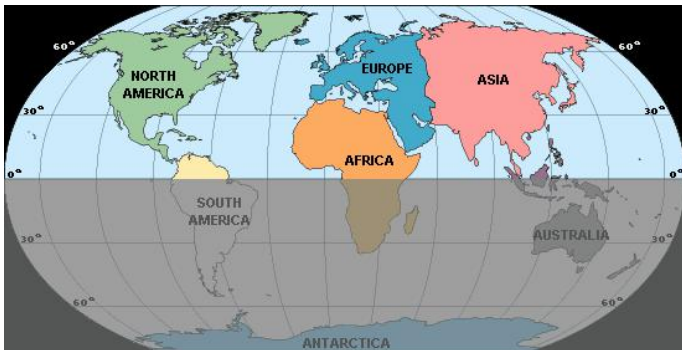 60°
60°
NORTH
AMERICA
EUROPE
ASIA
30°
30°
AFRICA
0°
0°
SOUTH
AMERICA
AUSTRALIA
30°
30°
60°
60°
ANTARCTICA